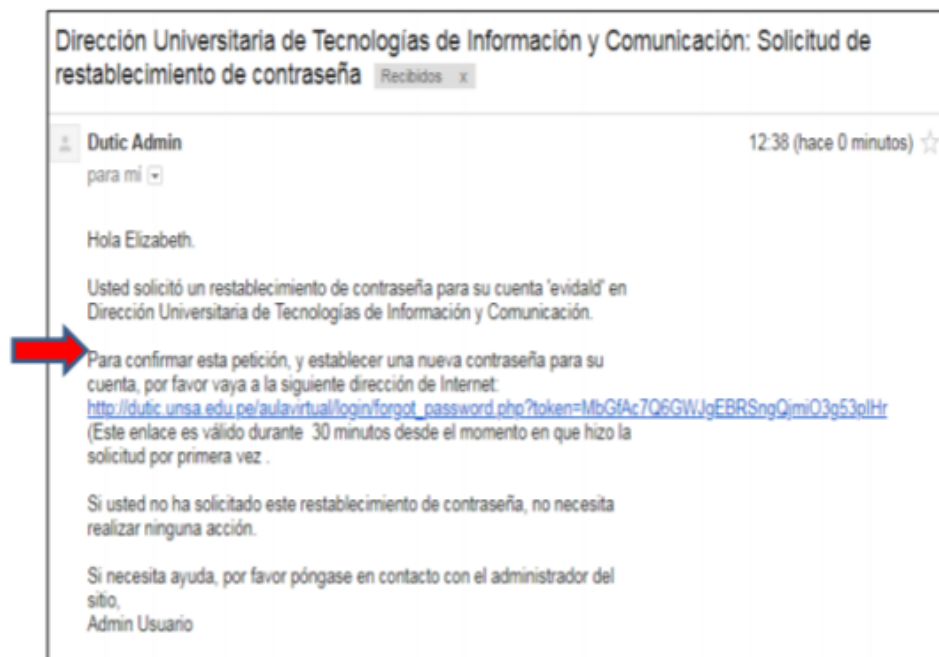 Dirección Universitaria de Tecnologías de Información y Comunicación: Solicitud de
restablecimiento de contraseña Recibidos x
Dutic Admin 12:38 (hace 0 minutos)
para mí
Hola Elizabeth.
Usted solicitó un restablecimiento de contraseña para su cuenta 'evidald' en
Dirección Universitaria de Tecnologías de Información y Comunicación.
Para confirmar esta petición, y establecer una nueva contraseña para su
cuenta, por favor vaya a la siguiente dirección de Internet:
http://dutic.unsa.edu.pe/aulavirtual/login/forgot_password.php?token=MbGfAc7Q6GWJgEBRSngQjmiO3g53pIHr
(Este enlace es válido durante 30 minutos desde el momento en que hizo la
solicitud por primera vez .
Si usted no ha solicitado este restablecimiento de contraseña, no necesita
realizar ninguna acción.
Si necesita ayuda, por favor póngase en contacto con el administrador del
sitio,
Admin Usuario